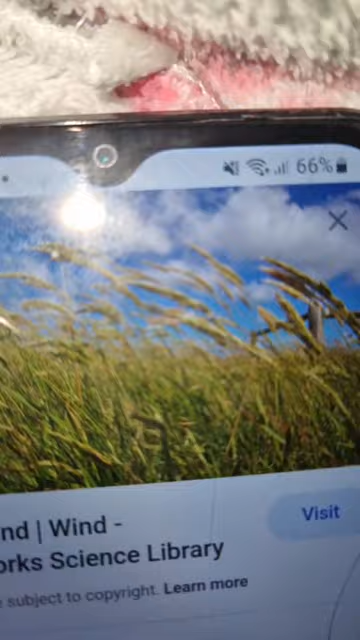 66%
nd | Wind -
orks Science Library
Visit
e subject to copyright. Learn more